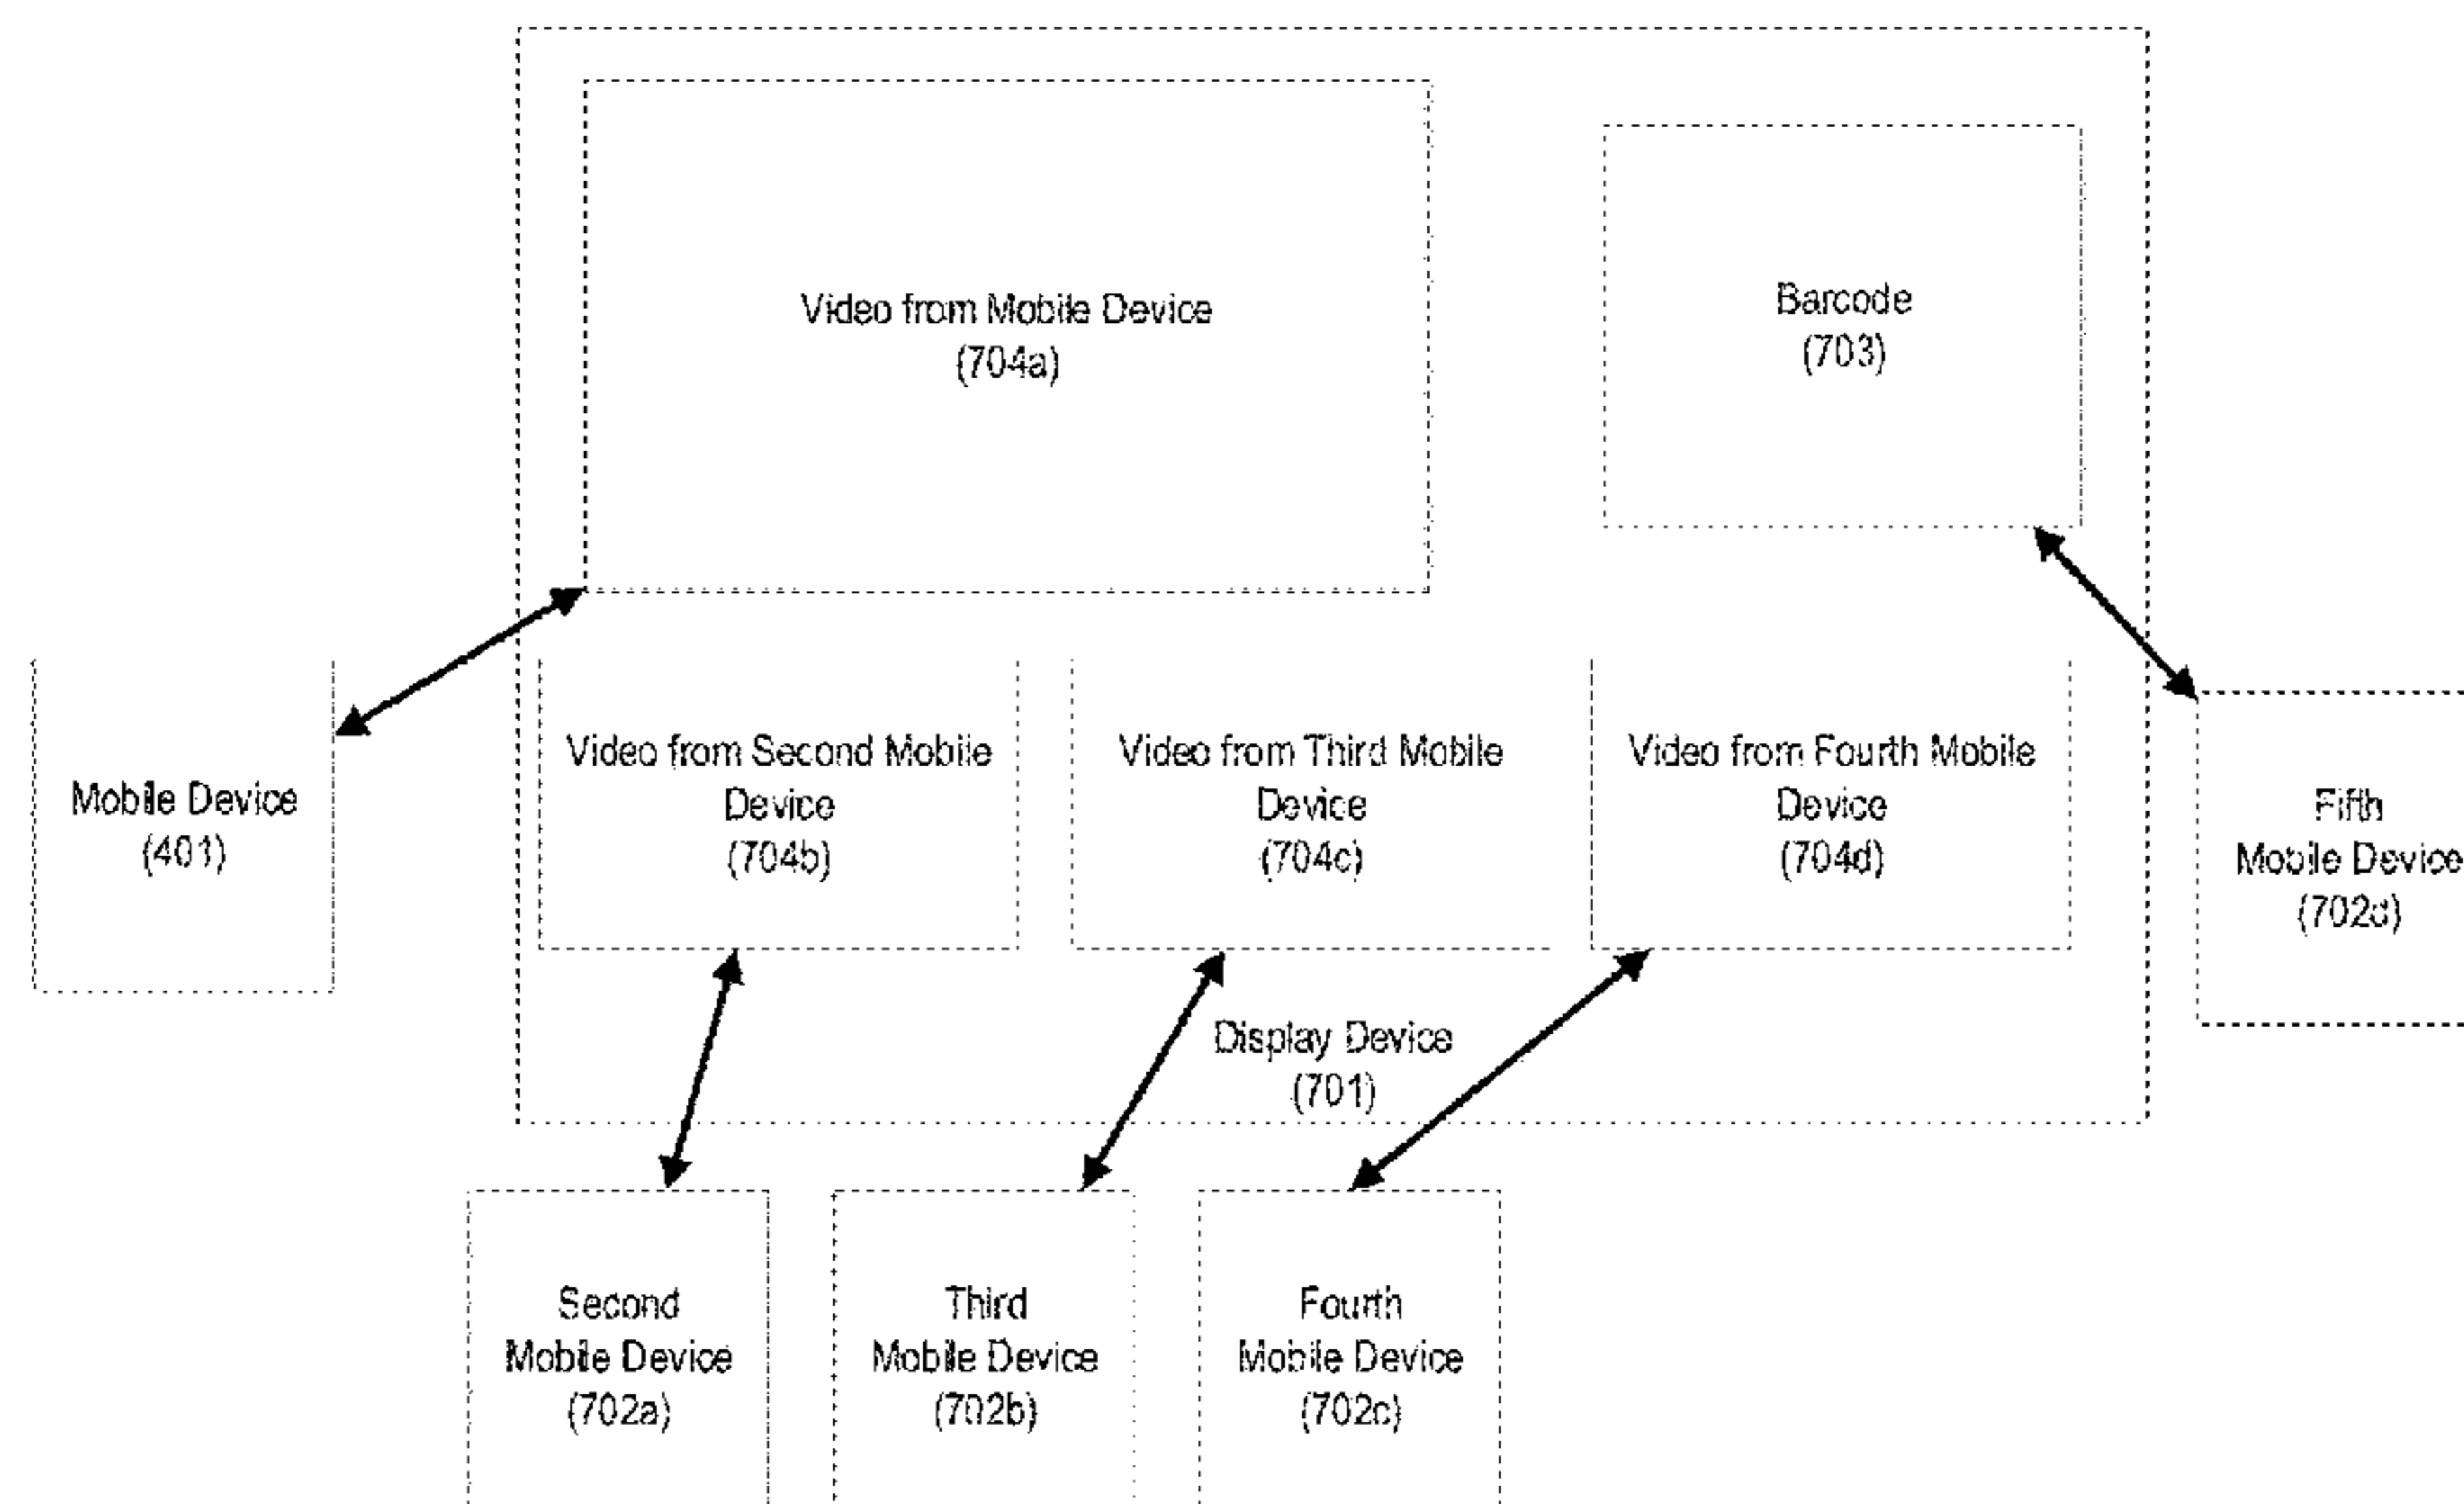 Video from Mobile Device
(704a)
Barcode
(703)
Mobile Device
(401)
Video from Second Mobile
Device
(704b)
Video from Third Mobile
Device
(704c)
Video from Fourth Mobile
Device
(704d)
Fifth
Mobile Device
(702d)
Display Device
(701)
Second
Mobile Device
(702a)
Third
Mobile Device
(702b)
Fourth
Mobile Device
(702c)